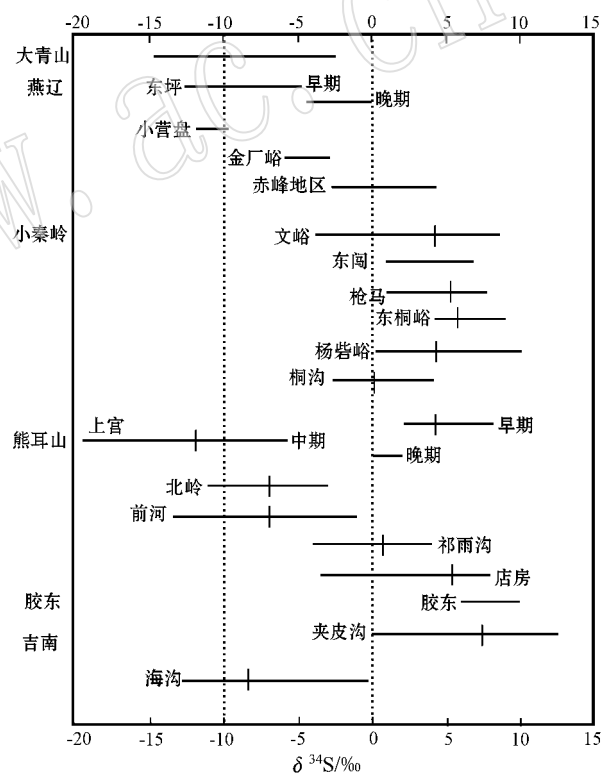 -20 -15 -10 -5 0 5 10 15
大青山
燕辽 东坪 早期
晚期
小营盘
金厂峪
赤峰地区
小秦岭 文峪
东闯
枪马
东桐峪
杨砦峪
桐沟
上宫 早期
熊耳山 中期
晚期
北岭
前河
祁雨沟
店房
胶东 胶东
吉南 夹皮沟
海沟
-20 -15 -10 -5 0 5 10 15
δ ³⁴S/‰
w.ac.cn